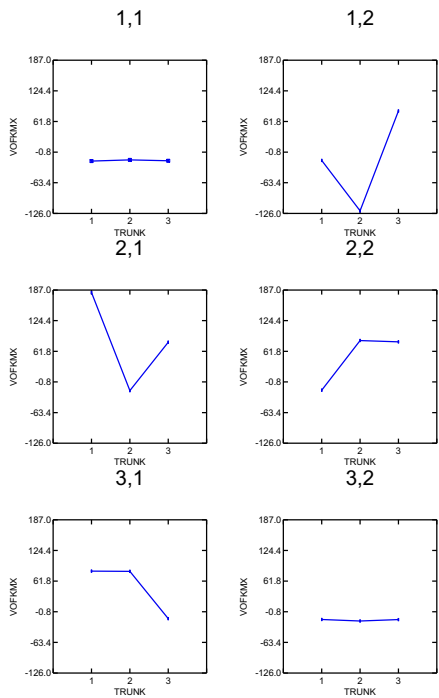 1,1 1,2
187.0 187.0
124.4 124.4
61.8 61.8
VOFKMX VOFKMX
-0.8 -0.8
-63.4 -63.4
-126.0 -126.0
1 2 3 1 2 3
TRUNK TRUNK
2,1 2,2
187.0 187.0
124.4 124.4
61.8 61.8
VOFKMX VOFKMX
-0.8 -0.8
-63.4 -63.4
-126.0 -126.0
1 2 3 1 2 3
TRUNK TRUNK
3,1 3,2
187.0 187.0
124.4 124.4
61.8 61.8
VOFKMX VOFKMX
-0.8 -0.8
-63.4 -63.4
-126.0 -126.0
1 2 3 1 2 3
TRUNK TRUNK